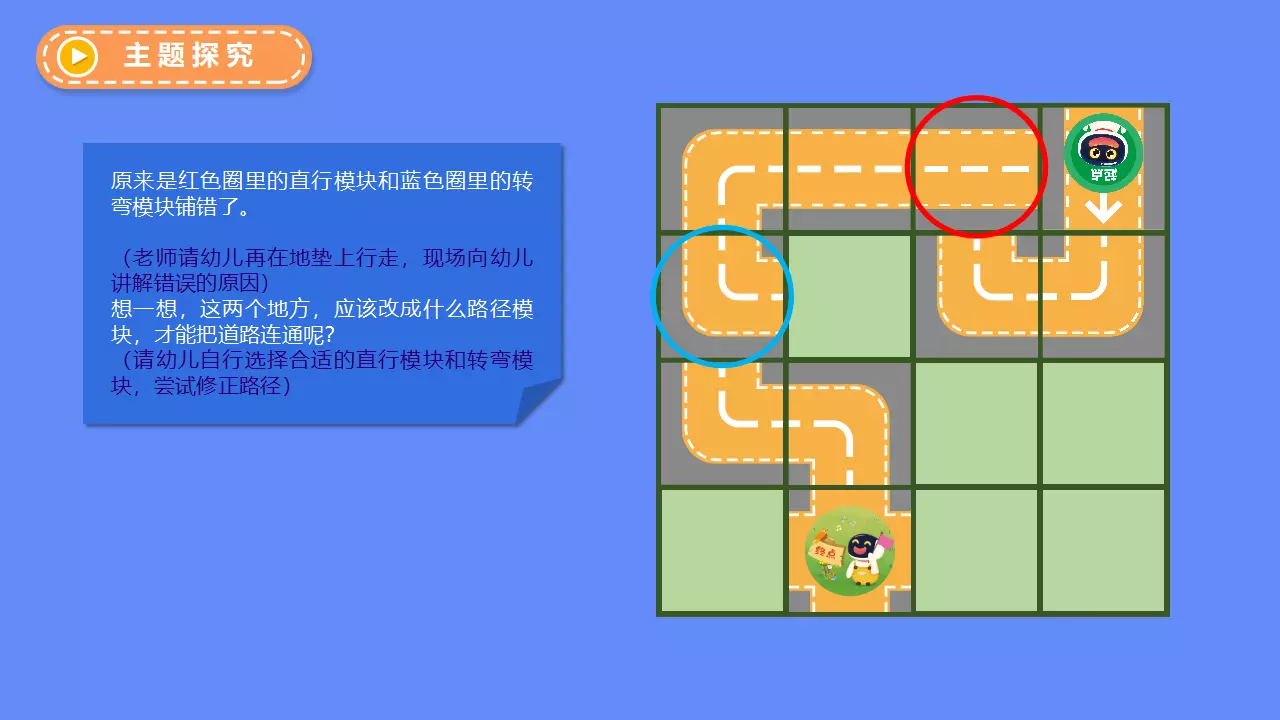 主题探究
原来是红色圈里的直行模块和蓝色圈里的转
弯模块铺错了。
（老师请幼儿再在地垫上行走，现场向幼儿
讲解错误的原因）
想一想，这两个地方，应该改成什么路径模
块，才能把道路连通呢?
（请幼儿自行选择合适的直行模块和转弯模
块，尝试修正路径）
起点
终点